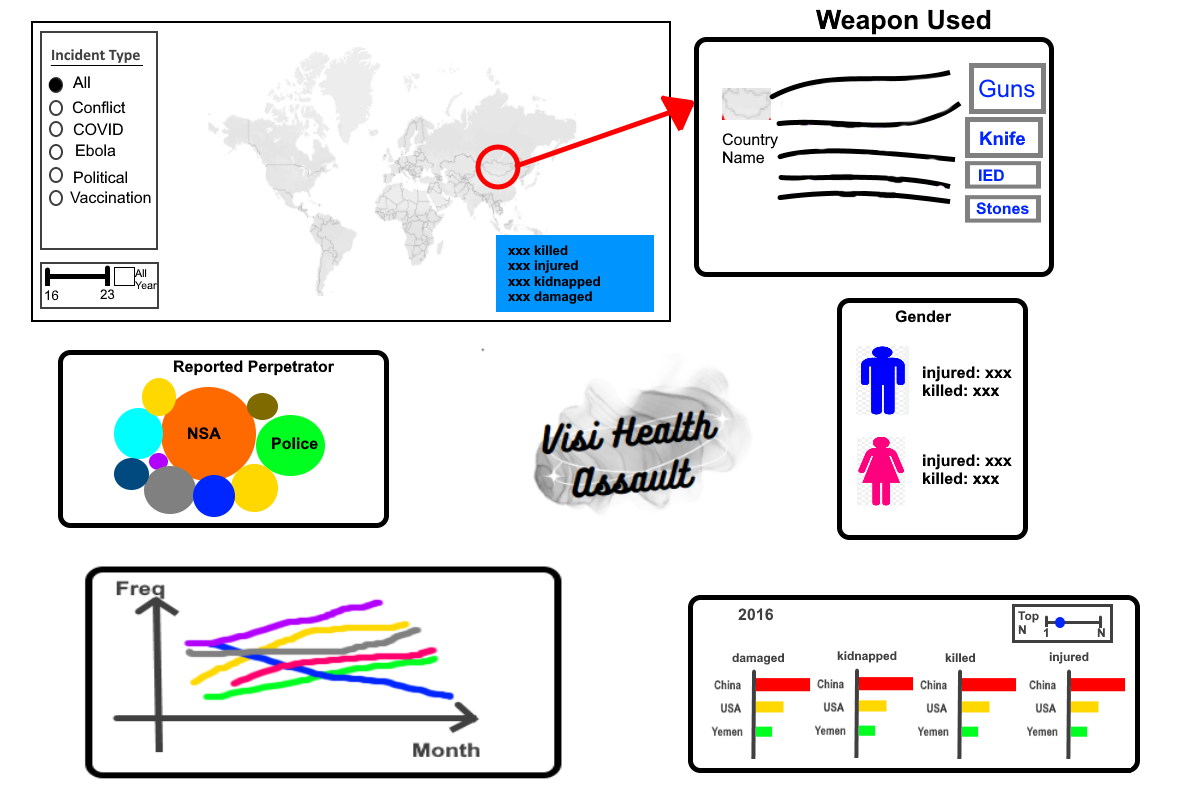 Incident Type
All
Conflict
COVID
Ebola
Political
Vaccination
16
23
All
Year
xxx killed
xxx injured
xxx kidnapped
xxx damaged
Weapon Used
Country
Name
Guns
Knife
IED
Stones
Reported Perpetrator
NSA
Police
Visi Health
Assault
Gender
injured: xxx
killed: xxx
injured: xxx
killed: xxx
Freq
Month
2016
Top
N
1
N
damaged
China
USA
Yemen
kidnapped
China
USA
Yemen
killed
China
USA
Yemen
injured
China
USA
Yemen